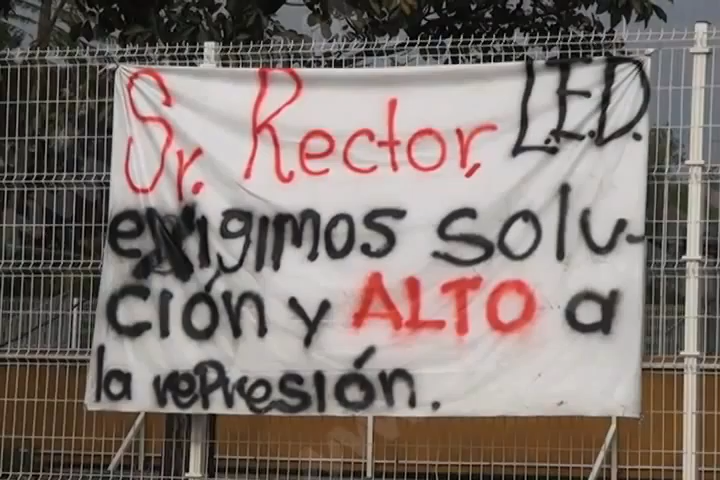 Sr. Rector, L.E.D.
exigimos solu-
ción y ALTO a
la represión.